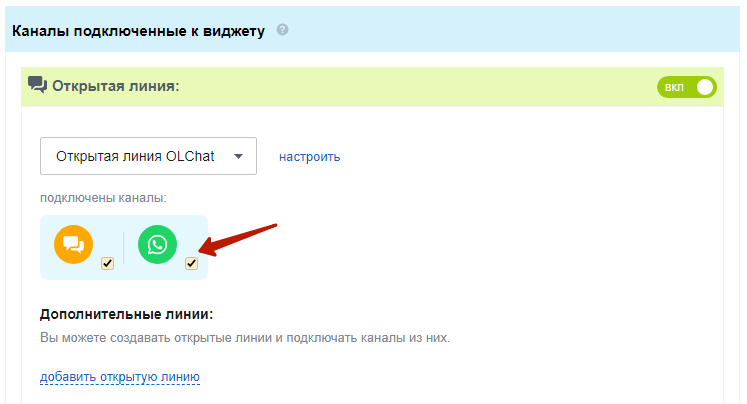 Каналы подключенные к виджету ?
Открытая линия:
вкл
Открытая линия OLChat
настроить
подключены каналы:
Дополнительные линии:
Вы можете создавать открытые линии и подключать каналы из них.
добавить открытую линию